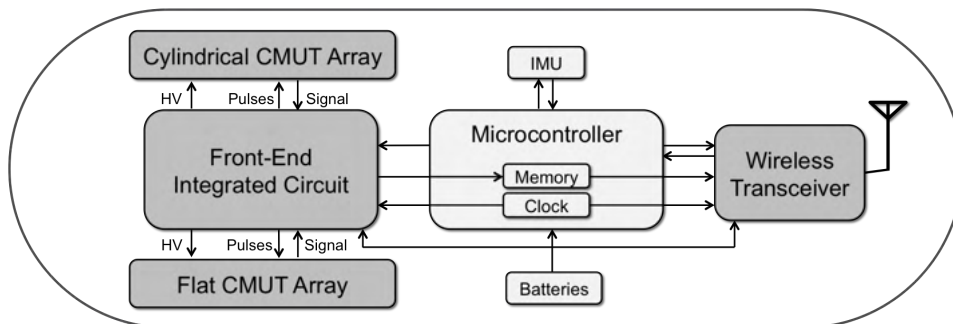 Cylindrical CMUT Array
IMU
HV Pulses Signal
Microcontroller
Front-End
Integrated Circuit
Wireless
Transceiver
Memory
Clock
HV Pulses Signal
Flat CMUT Array
Batteries